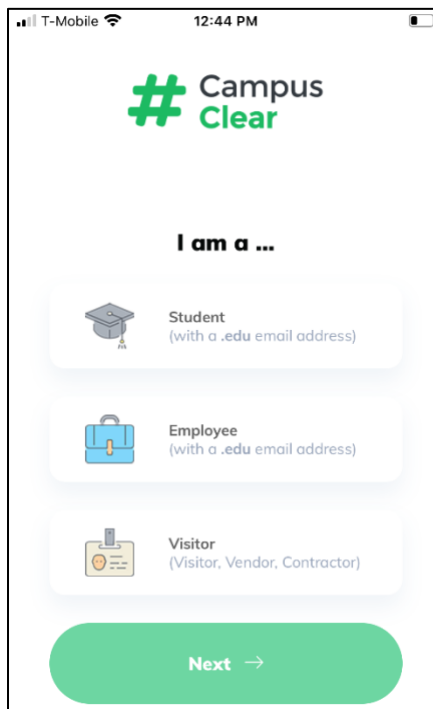 T-Mobile 12:44 PM
# Campus
Clear
I am a ...
Student
(with a .edu email address)
Employee
(with a .edu email address)
Visitor
(Visitor, Vendor, Contractor)
Next →